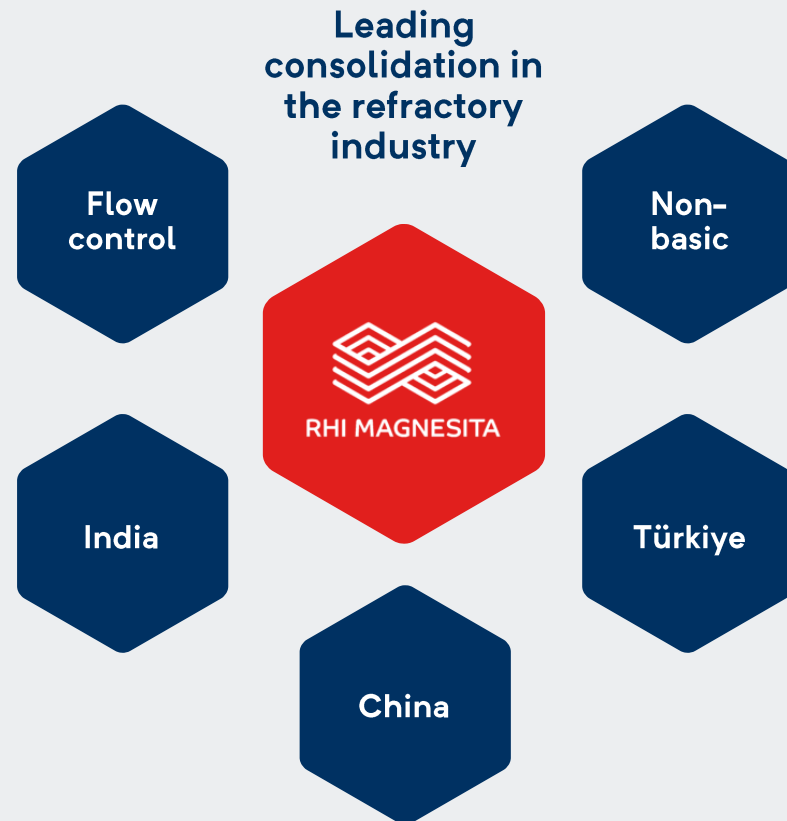 Leading
consolidation in
the refractory
industry
Flow
control
Non-
basic
RHI MAGNESITA
India
Türkiye
China